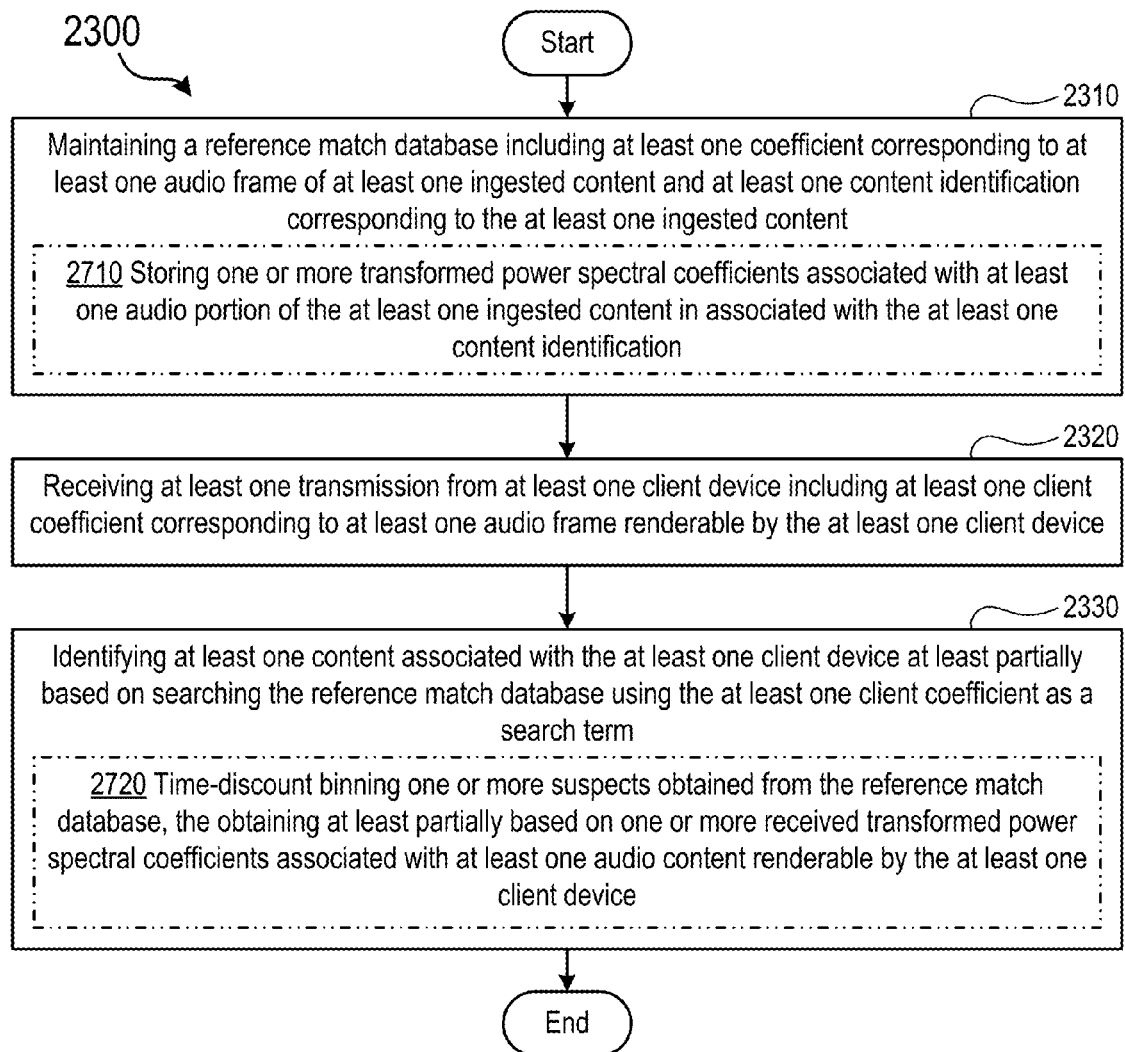 2300
Start
2310
Maintaining a reference match database including at least one coefficient corresponding to at
least one audio frame of at least one ingested content and at least one content identification
corresponding to the at least one ingested content
2710 Storing one or more transformed power spectral coefficients associated with at least
one audio portion of the at least one ingested content in associated with the at least one
content identification
2320
Receiving at least one transmission from at least one client device including at least one client
coefficient corresponding to at least one audio frame renderable by the at least one client device
2330
Identifying at least one content associated with the at least one client device at least partially
based on searching the reference match database using the at least one client coefficient as a
search term
2720 Time-discount binning one or more suspects obtained from the reference match
database, the obtaining at least partially based on one or more received transformed power
spectral coefficients associated with at least one audio content renderable by the at least one
client device
End